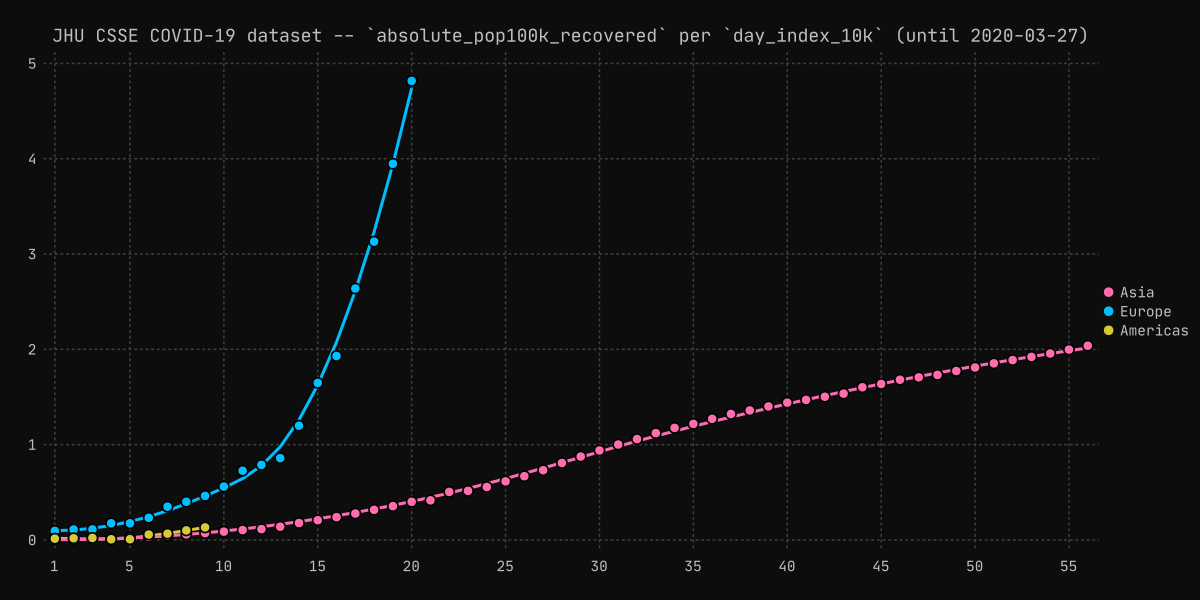 JHU CSSE COVID-19 dataset -- `absolute_pop100k_recovered` per `day_index_10k` (until 2020-03-27)
5
4
3
2
1
0
Asia
Europe
Americas
1 5 10 15 20 25 30 35 40 45 50 55